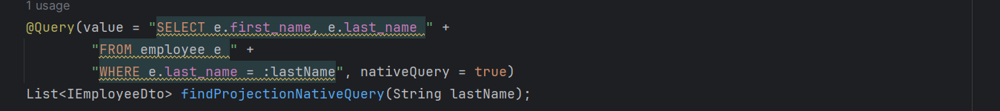 1 usage
@Query(value = "SELECT e.first_name, e.last_name " +
"FROM employee e " +
"WHERE e.last_name = :lastName", nativeQuery = true)
List<IEmployeeDto> findProjectionNativeQuery(String lastName);